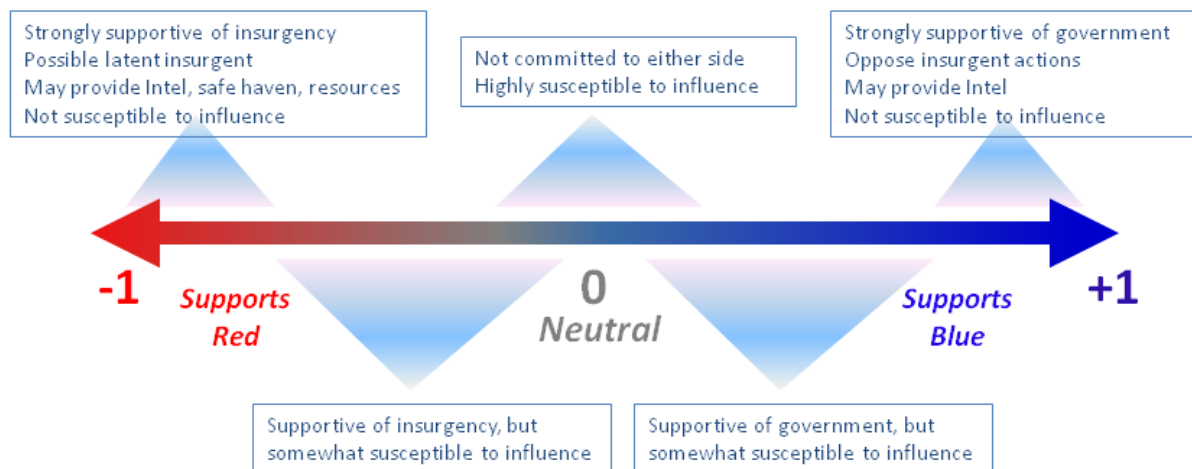 Strongly supportive of insurgency
Possible latent insurgent
May provide Intel, safe haven, resources
Not susceptible to influence
Not committed to either side
Highly susceptible to influence
Strongly supportive of government
Oppose insurgent actions
May provide Intel
Not susceptible to influence
-1
Supports
Red
0
Neutral
Supports
Blue
+1
Supportive of insurgency, but
somewhat susceptible to influence
Supportive of government, but
somewhat susceptible to influence